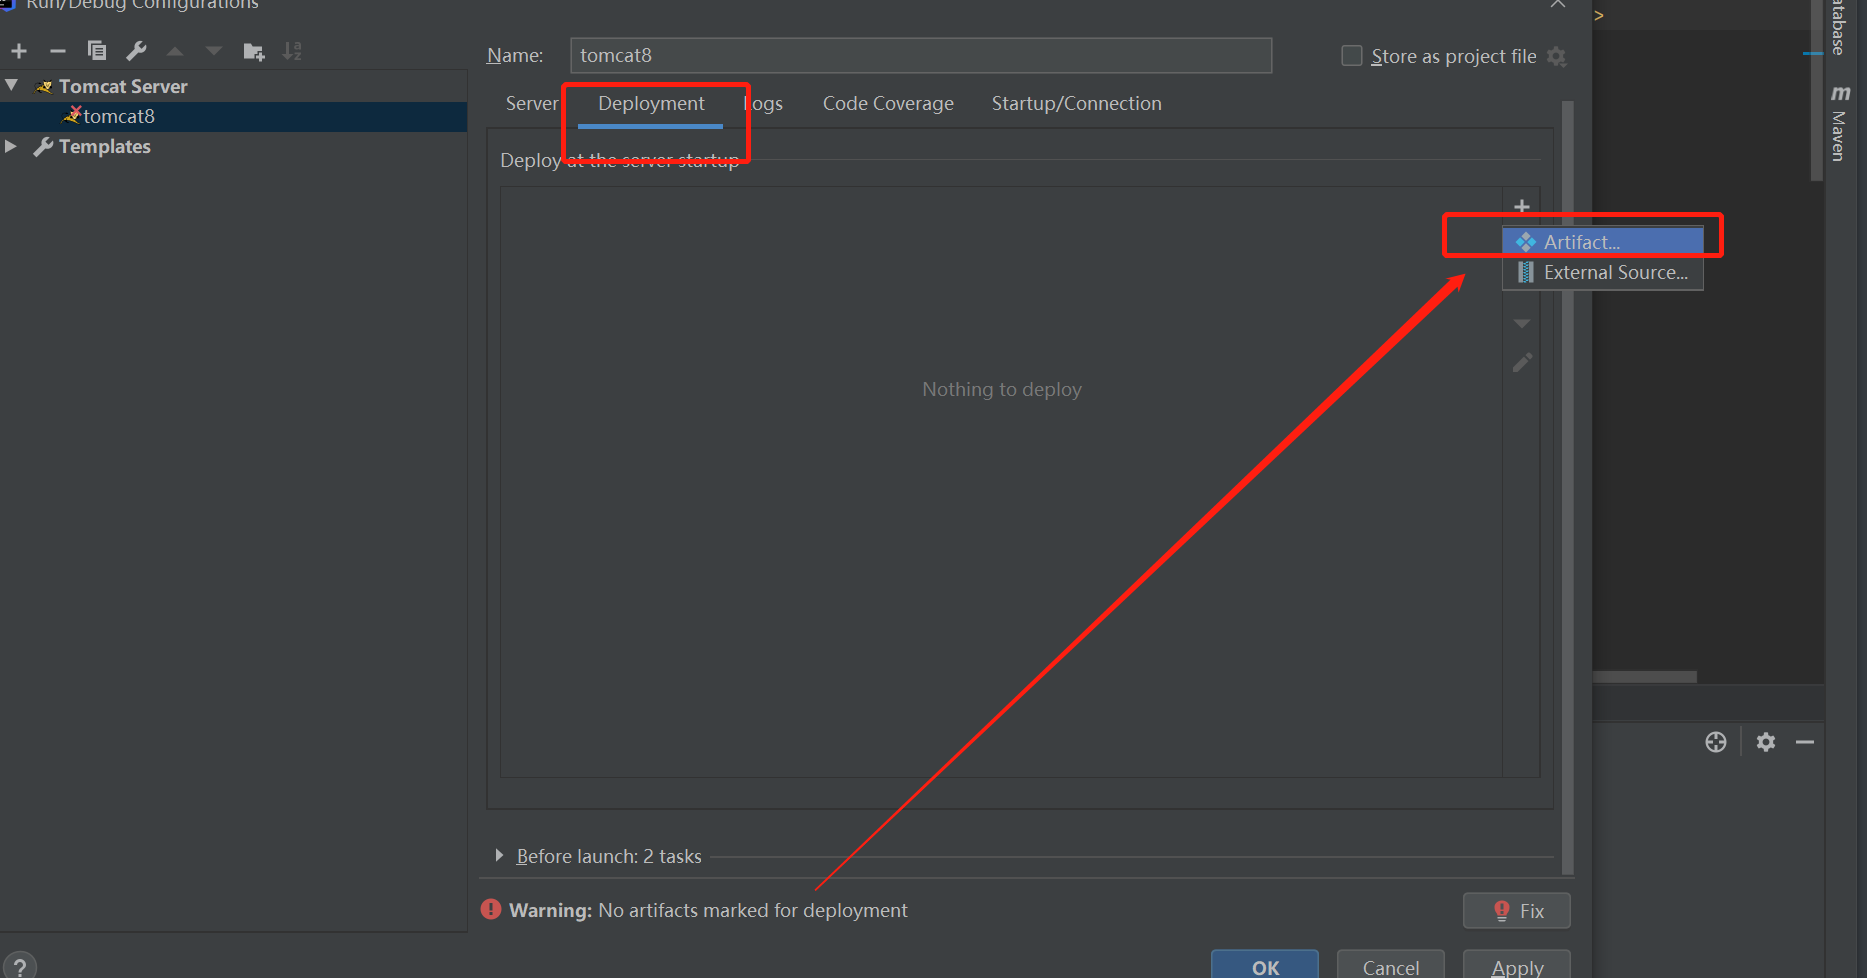 Run/Debug Configurations
Name:
tomcat8
Store as project file
Tomcat Server
tomcat8
Templates
Server
Deployment
Logs
Code Coverage
Startup/Connection
Deploy at the server startup
Artifact...
External Source...
Nothing to deploy
Before launch: 2 tasks
Warning: No artifacts marked for deployment
Fix
OK
Cancel
Apply
?
>
atabase
m
Maven